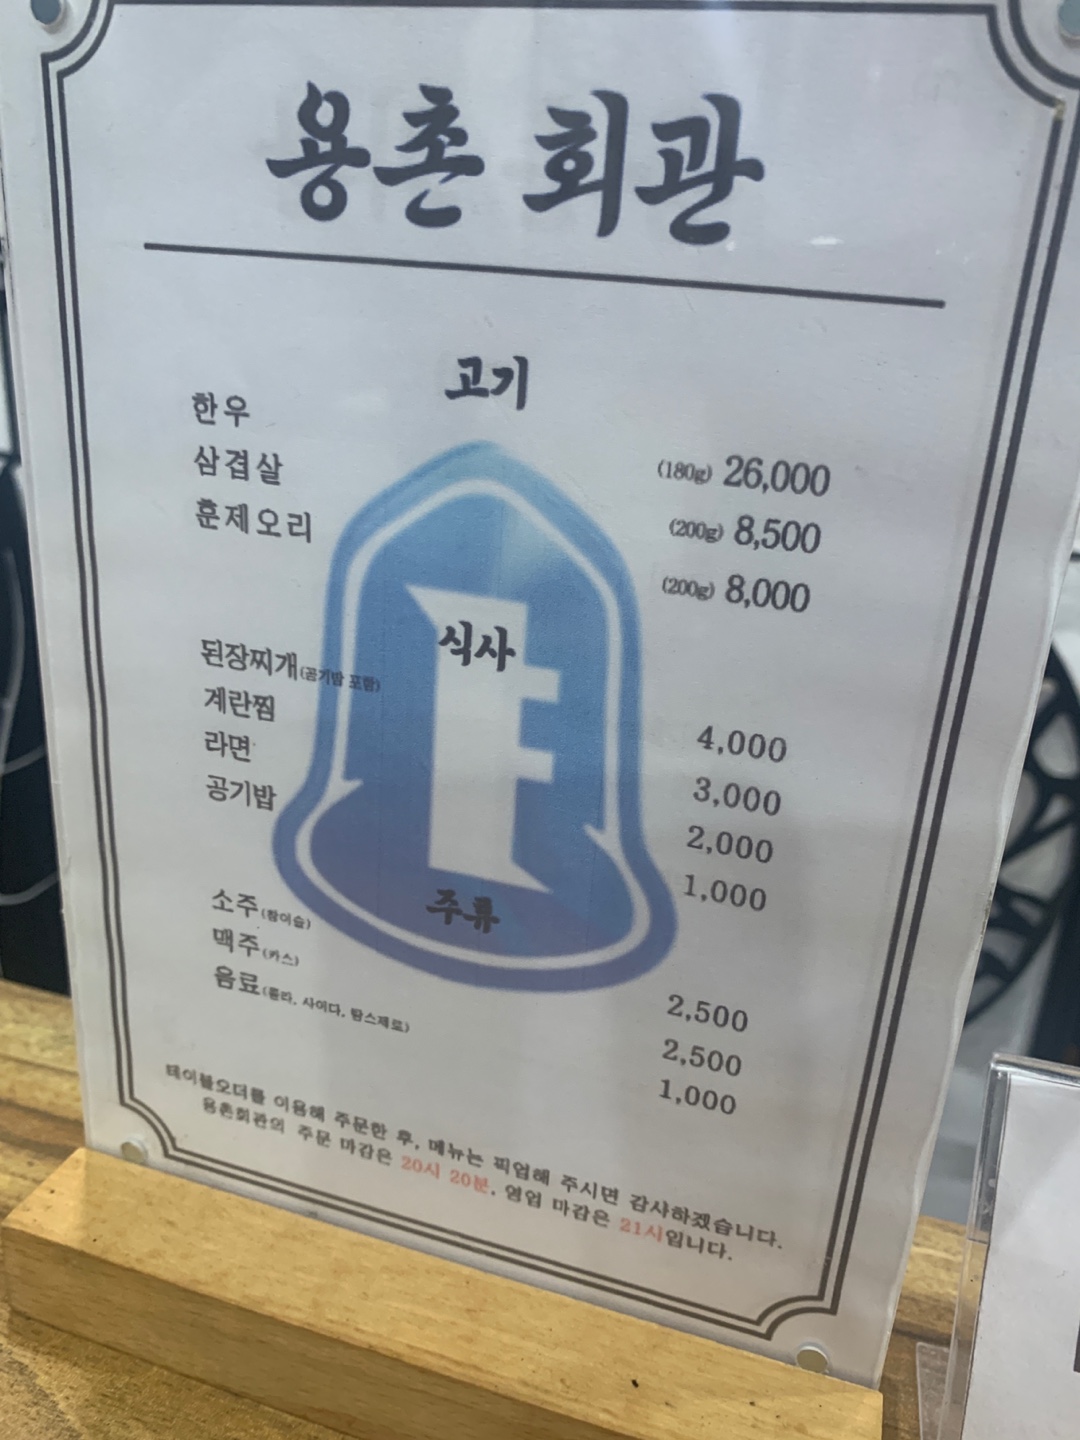 용촌 회관
고기
한우 (180g) 26,000
삼겹살 (200g) 8,500
훈제오리 (200g) 8,000
식사
된장찌개(공기밥 포함) 4,000
계란찜 3,000
라면 2,000
공기밥 1,000
주류
소주(참이슬) 2,500
맥주(카스) 2,500
음료(콜라, 사이다, 탐스제로) 1,000
테이블오더를 이용해 주문한 후, 메뉴는 픽업해 주시면 감사하겠습니다.
용촌회관의 주문 마감은 20시 20분, 영업 마감은 21시입니다.